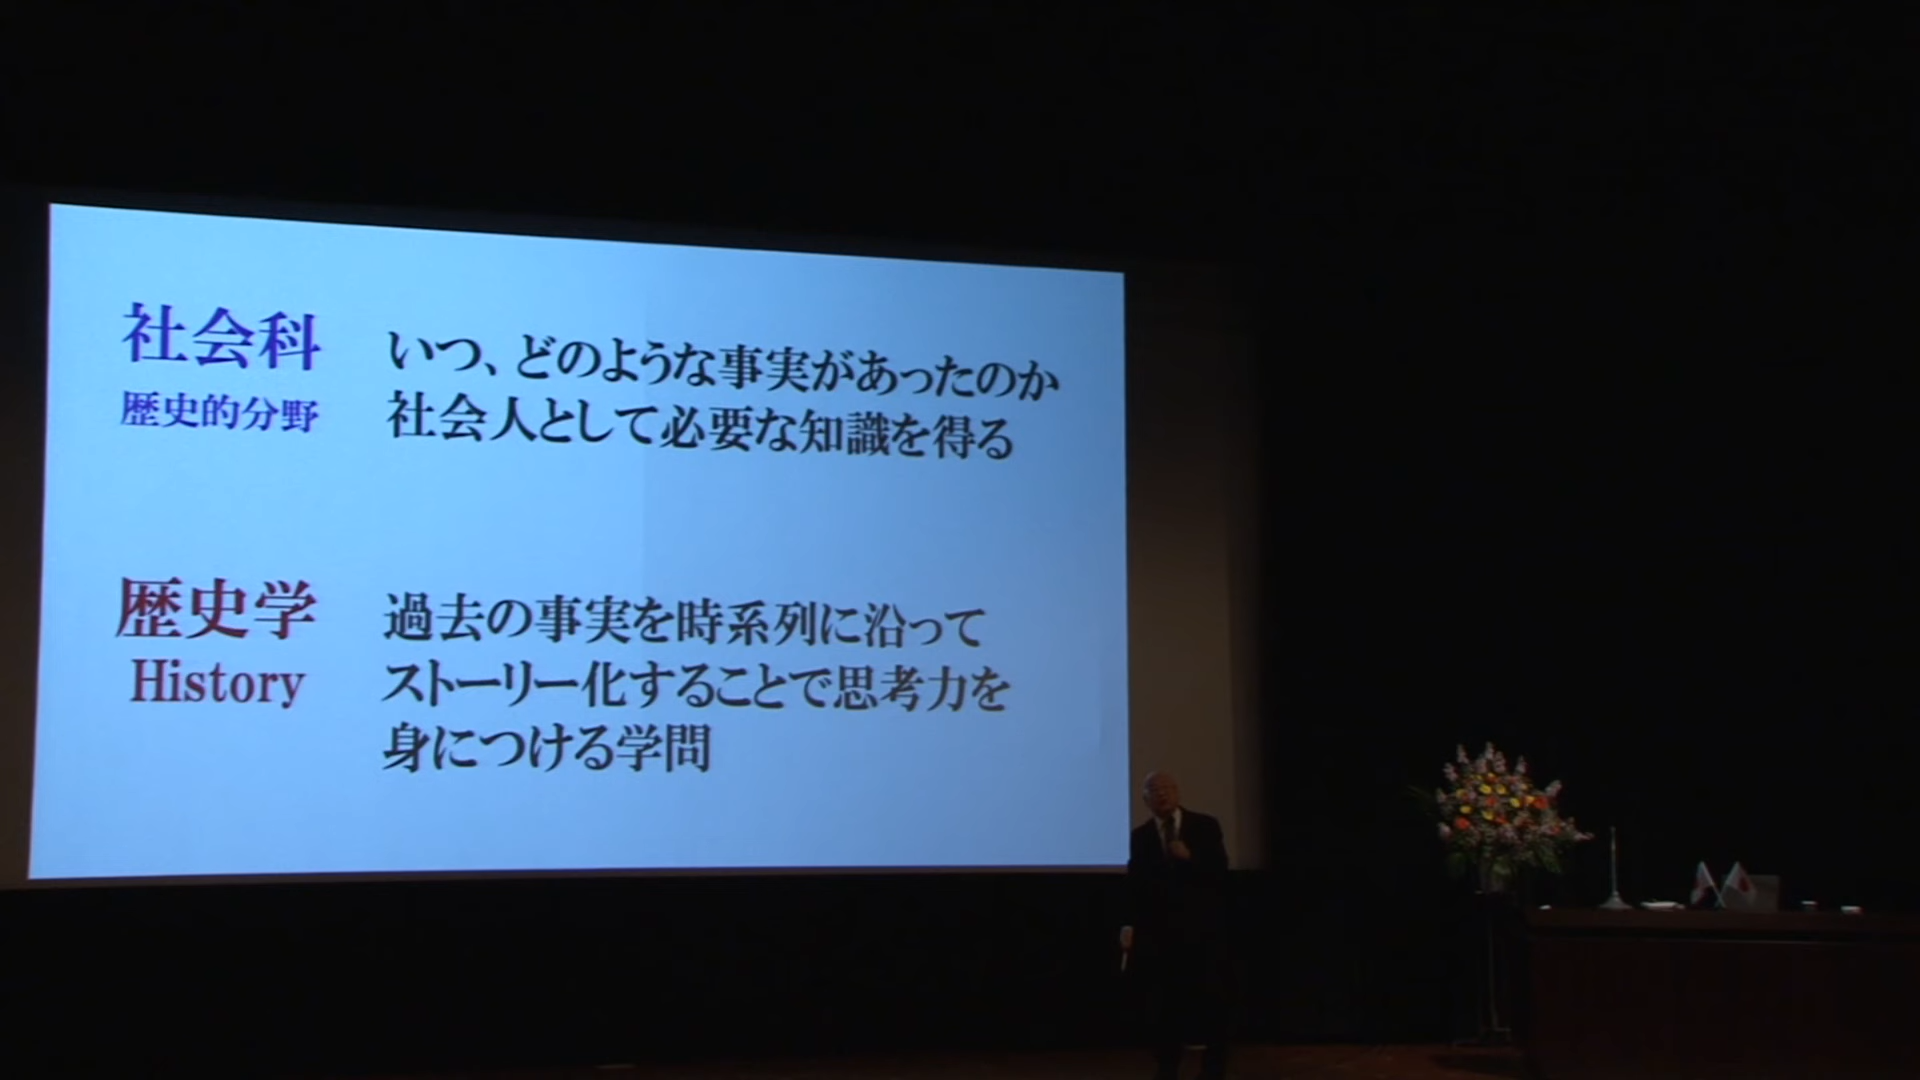 社会科
歴史的分野
いつ、どのような事実があったのか
社会人として必要な知識を得る
歴史学
History
過去の事実を時系列に沿って
ストーリー化することで思考力を
身につける学問